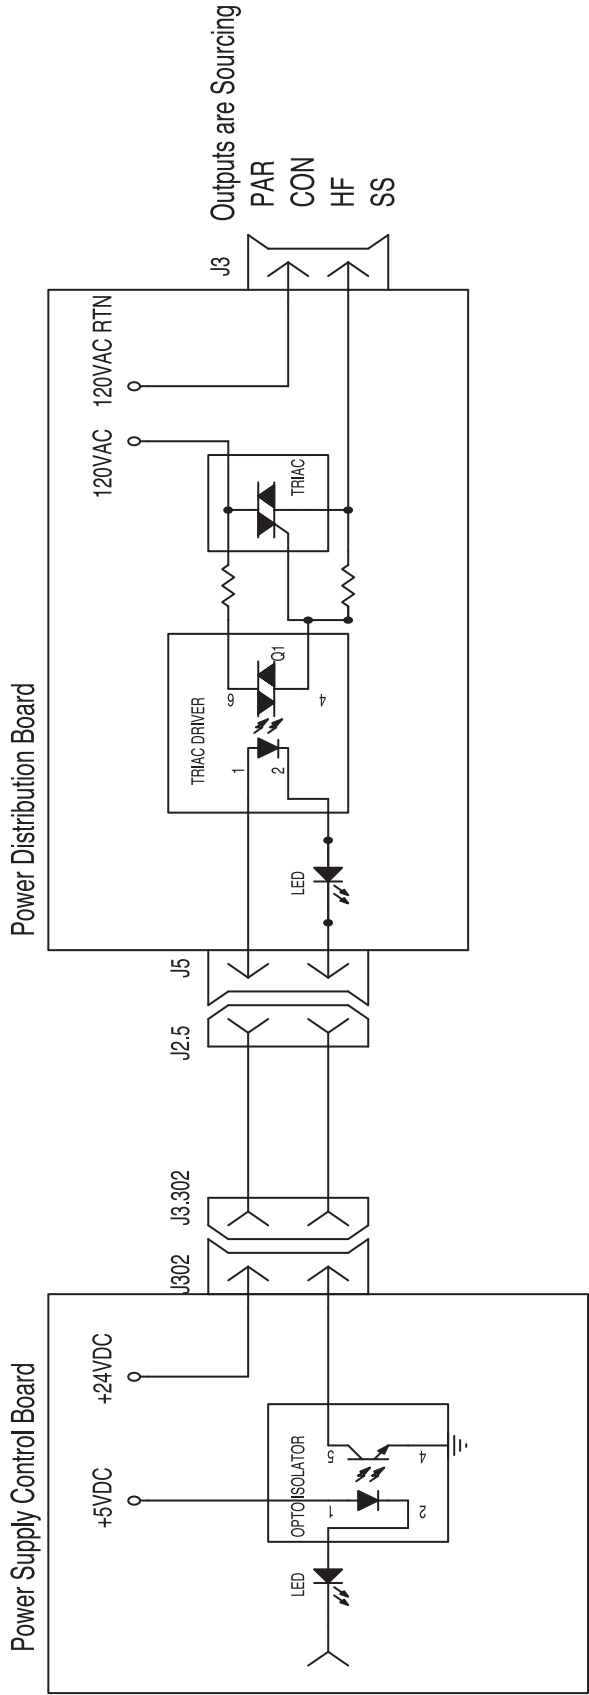 Power Supply Control Board
+5VDC
+24VDC
LED
OPTOISOLATOR
1
2
5
4
J302
J3.302
J2.5
J5
Power Distribution Board
LED
TRIAC DRIVER
1
2
6
4
Q1
TRIAC
120VAC
120VAC RTN
J3
Outputs are Sourcing
PAR
CON
HF
SS